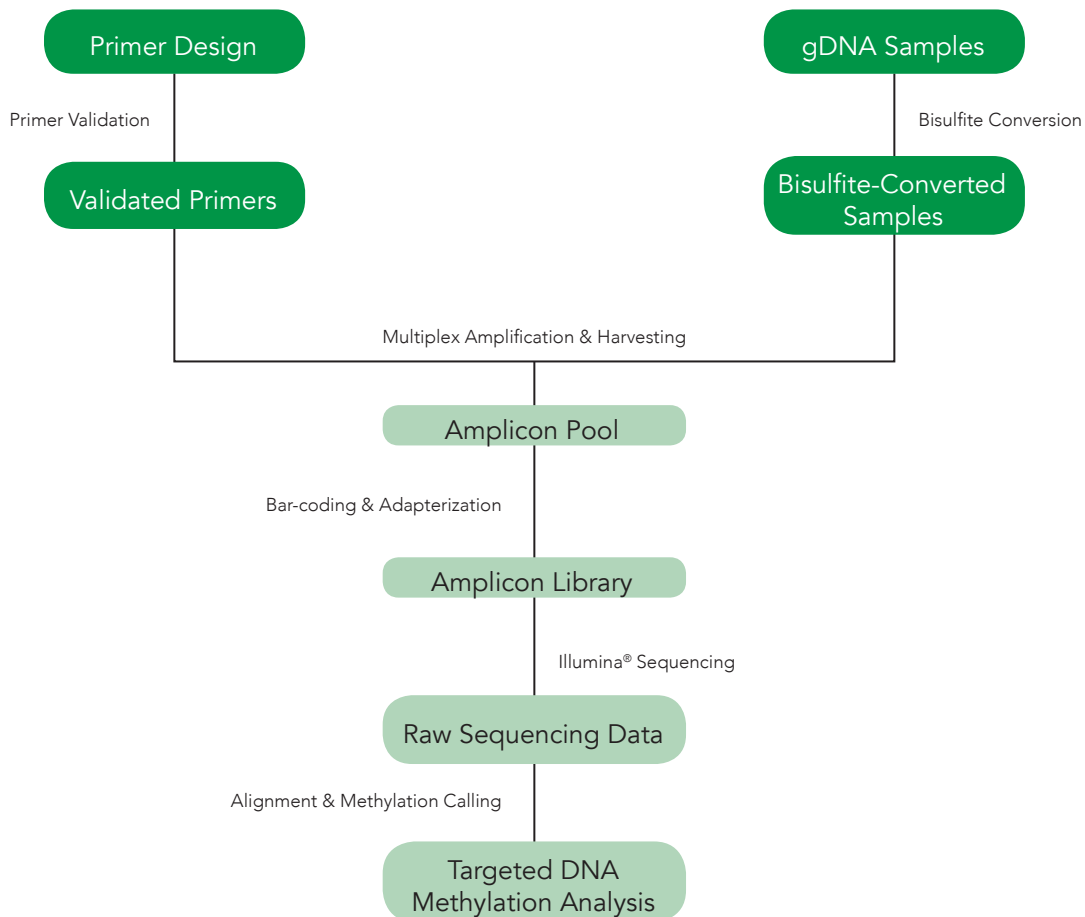 Primer Design
gDNA Samples
Primer Validation
Bisulfite Conversion
Validated Primers
Bisulfite-Converted
Samples
Multiplex Amplification & Harvesting
Amplicon Pool
Bar-coding & Adapterization
Amplicon Library
Illumina® Sequencing
Raw Sequencing Data
Alignment & Methylation Calling
Targeted DNA
Methylation Analysis